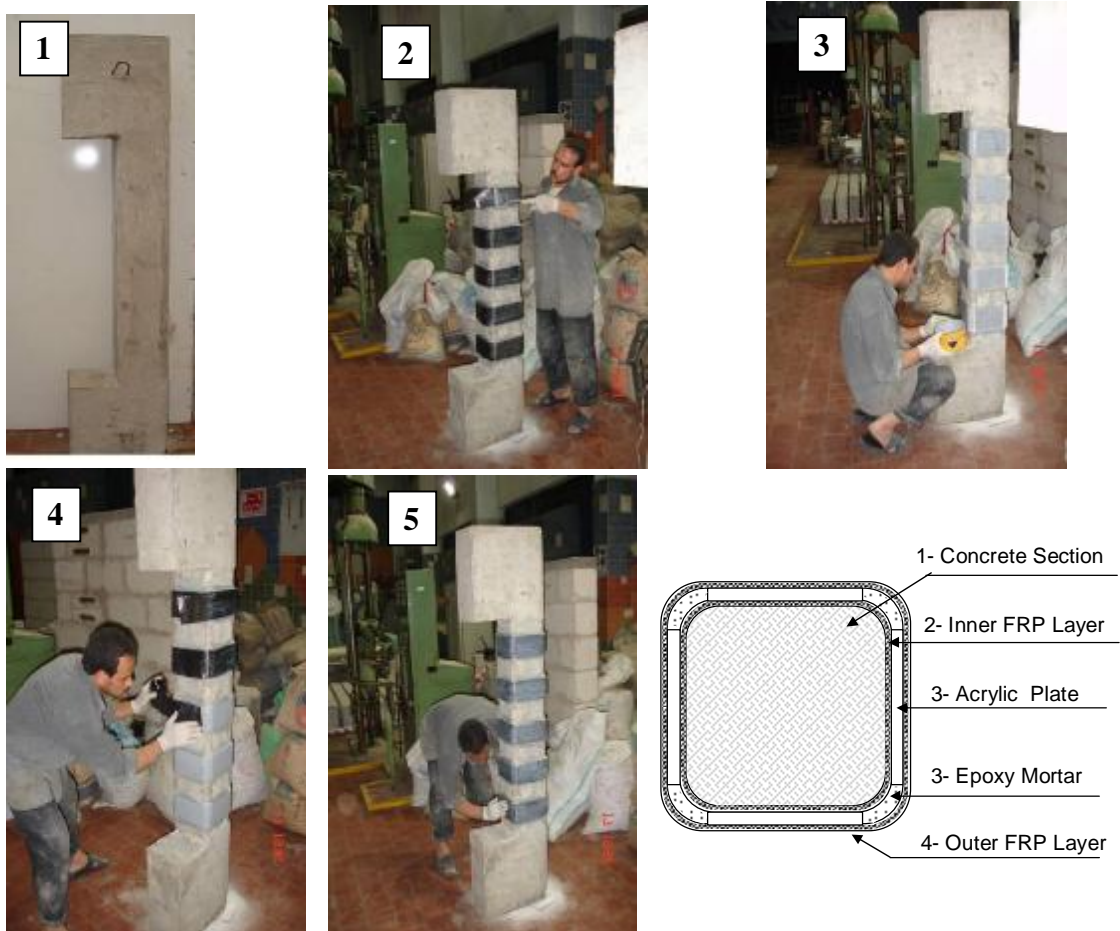 1
2
3
4
5
1- Concrete Section
2- Inner FRP Layer
3- Acrylic Plate
3- Epoxy Mortar
4- Outer FRP Layer